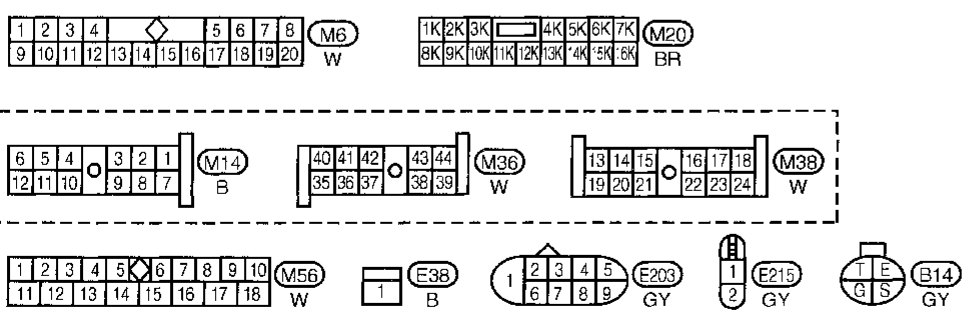 1 2 3 4 5 6 7 8 M6
9 10 11 12 13 14 15 16 17 18 19 20 W
1K 2K 3K 4K 5K 6K 7K M20
8K 9K 10K 11K 12K 13K 14K 15K 16K BR
6 5 4 3 2 1 M14
12 11 10 9 8 7 B
40 41 42 43 44 M36
35 36 37 38 39 W
13 14 15 16 17 18 M38
19 20 21 22 23 24 W
1 2 3 4 5 6 7 8 9 10 M56
11 12 13 14 15 16 17 18 W
E38
1 B
1 2 3 4 5 E203
6 7 8 9 GY
1 E215
2 GY
T E B14
G S GY